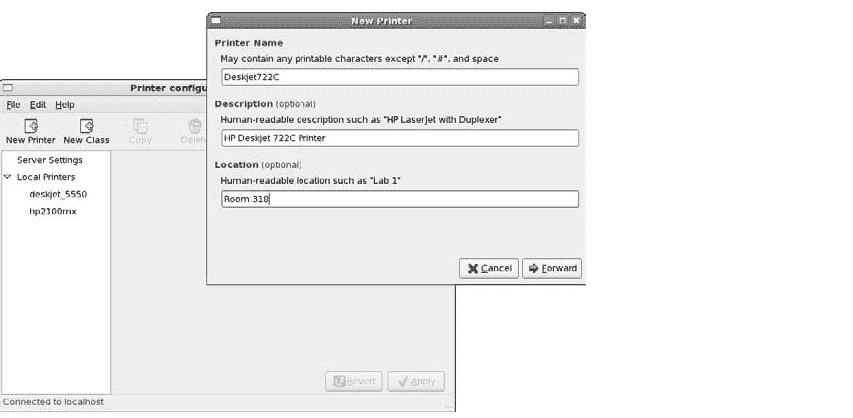 New Printer
Printer Name
May contain any printable characters except "/", "#", and space
Deskjet722C
Description (optional)
Human-readable description such as "HP LaserJet with Duplexer"
HP Deskjet 722C Printer
Location (optional)
Human-readable location such as "Lab 1"
Room 318
Cancel Forward
Printer configu
File Edit Help
New Printer New Class Copy Delete
Server Settings
Local Printers
deskjet_5550
hp2100mx
Revert Apply
Connected to localhost